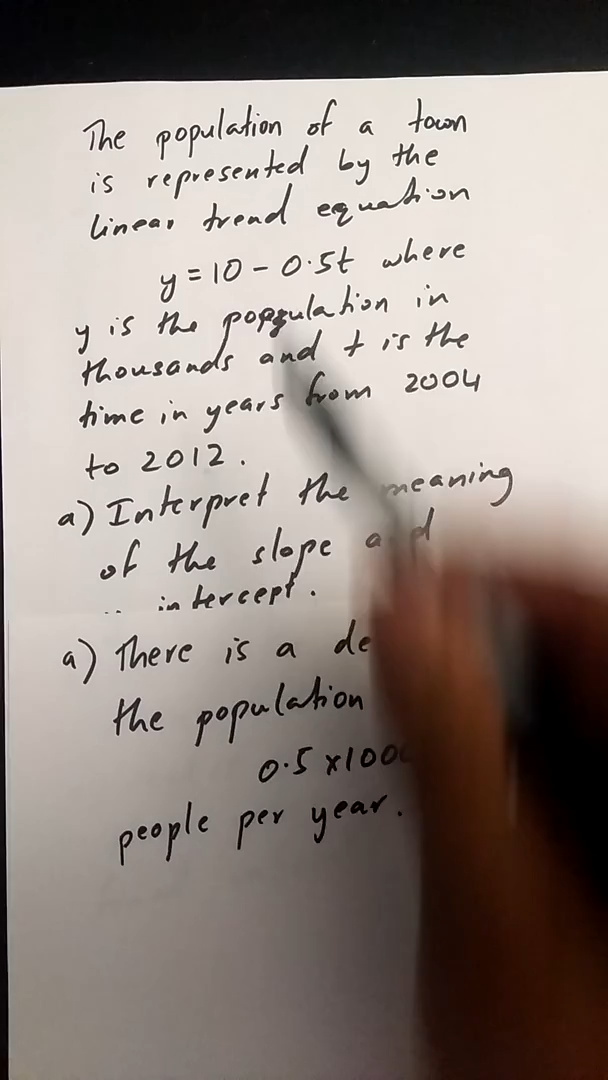 The population of a town
is represented by the
linear trend equation
y = 10 - 0.5t where
y is the population in
thousands and t is the
time in years from 2004
to 2012.
a) Interpret the meaning
of the slope
intercept.
a) There is a
the population
0.5 x
people per year.